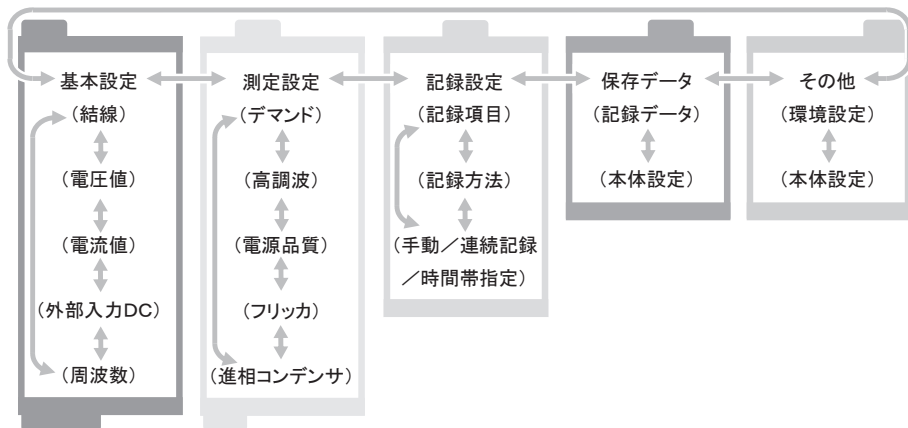 基本設定
(結線)
(電圧値)
(電流値)
(外部入力DC)
(周波数)
測定設定
(デマンド)
(高調波)
(電源品質)
(フリッカ)
(進相コンデンサ)
記録設定
(記録項目)
(記録方法)
(手動／連続記録
／時間帯指定)
保存データ
(記録データ)
(本体設定)
その他
(環境設定)
(本体設定)